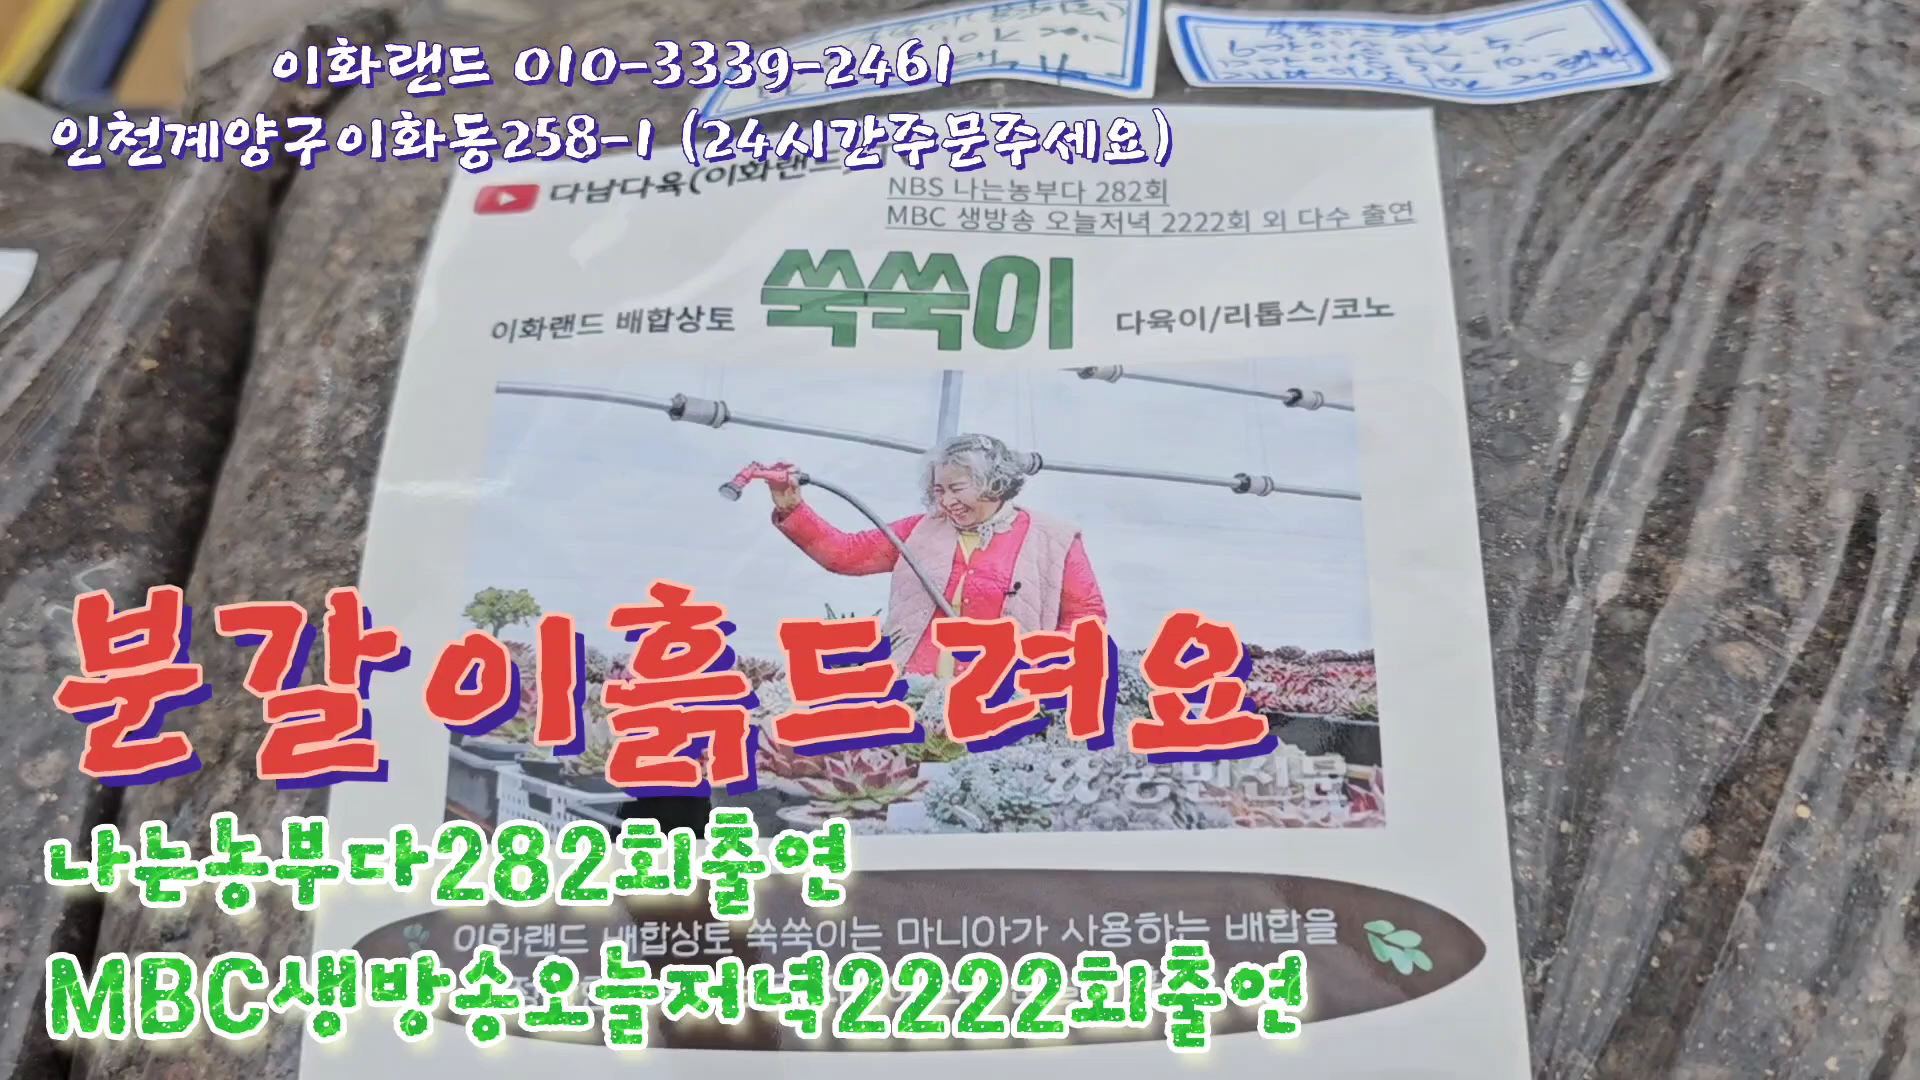 이화랜드 010-3339-2461
인천계양구이화동258-1 (24시간주문주세요)
다남다육(이화랜드)
NBS 나는농부다 282회
MBC 생방송 오늘저녁 2222회 외 다수 출연
이화랜드 배합상토 쑥쑥이 다육이/리톱스/코노
분갈이흙드려요
농민신문
나는농부다282회출연
이화랜드 배합상토 쑥쑥이는 마니아가 사용하는 배합을
MBC생방송오늘저녁2222회출연